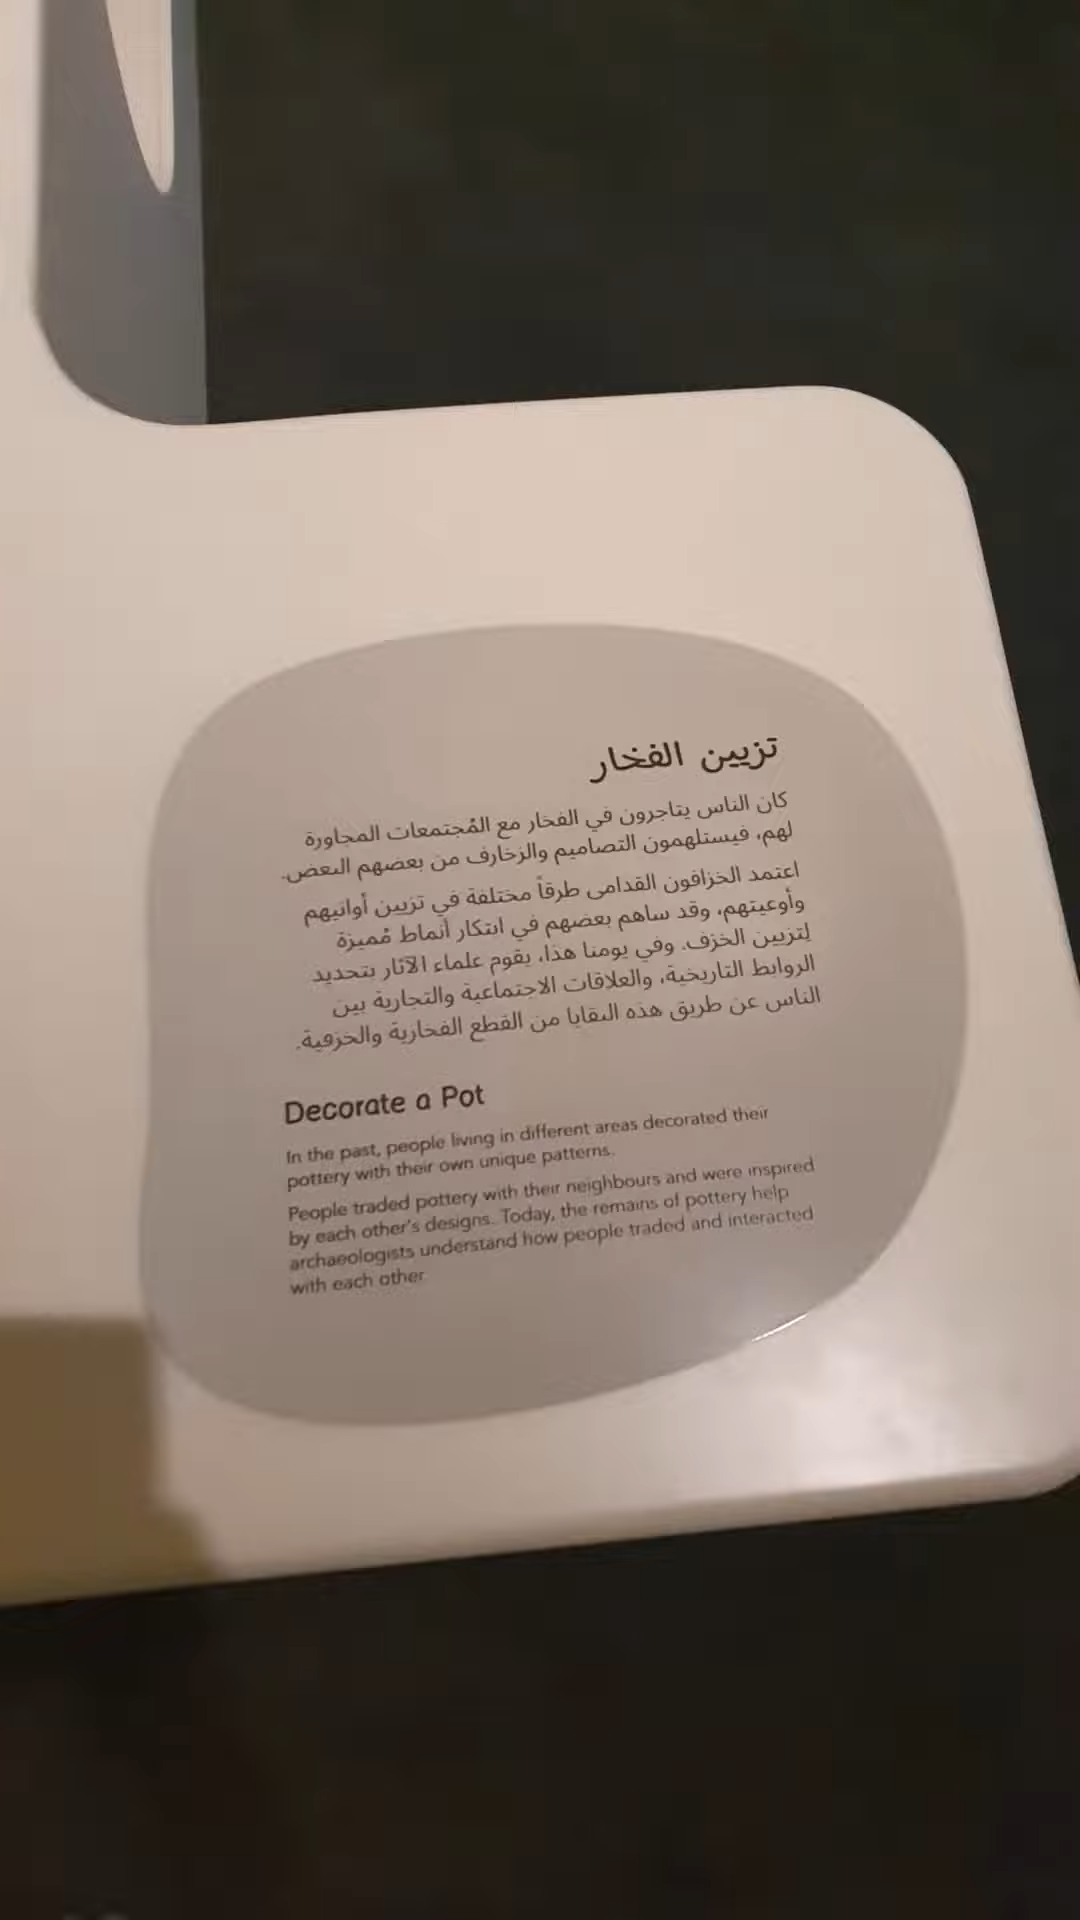 تزيين الفخار
كان الناس يتاجرون في الفخار مع المُجتمعات المجاورة
لهم، فيستلهمون التصاميم والزخارف من بعضهم البعض.
اعتمد الخزافون القدامى طرقاً مختلفة في تزيين أوانيهم
وأوعيتهم، وقد ساهم بعضهم في ابتكار أنماط مُميزة
لِتزيين الخزف. وفي يومنا هذا، يقوم علماء الآثار بتحديد
الروابط التاريخية، والعلاقات الاجتماعية والتجارية بين
الناس عن طريق هذه البقايا من القطع الفخارية والخزفية.
Decorate a Pot
In the past, people living in different areas decorated their
pottery with their own unique patterns.
People traded pottery with their neighbours and were inspired
by each other's designs. Today, the remains of pottery help
archaeologists understand how people traded and interacted
with each other.